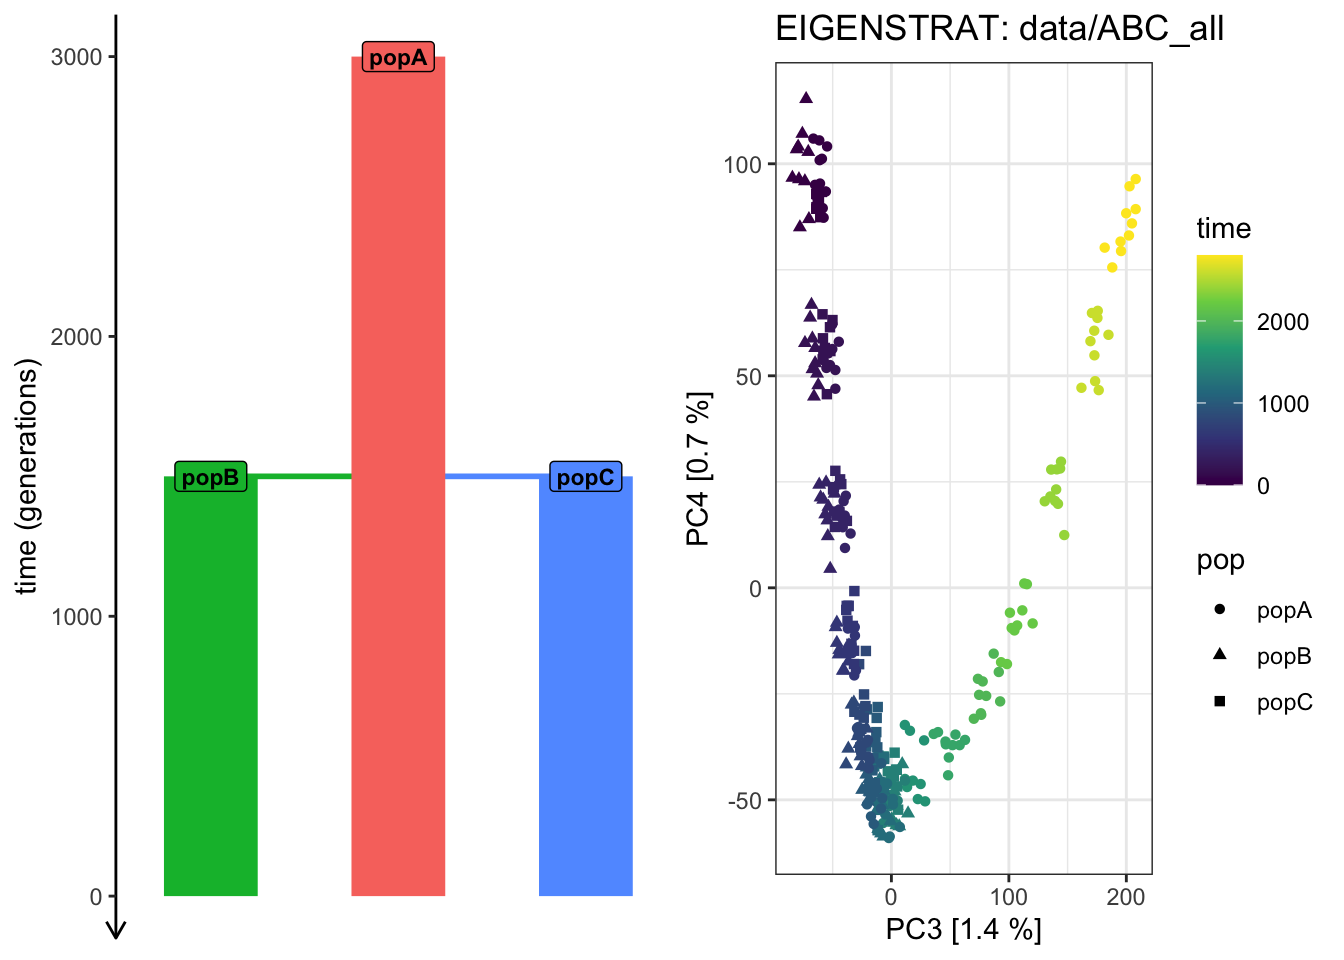 time (generations)
3000
2000
1000
0
popA
popB
popC
EIGENSTRAT: data/ABC_all
PC4 [0.7 %]
100
50
0
-50
0
100
200
PC3 [1.4 %]
time
2000
1000
0
pop
popA
popB
popC